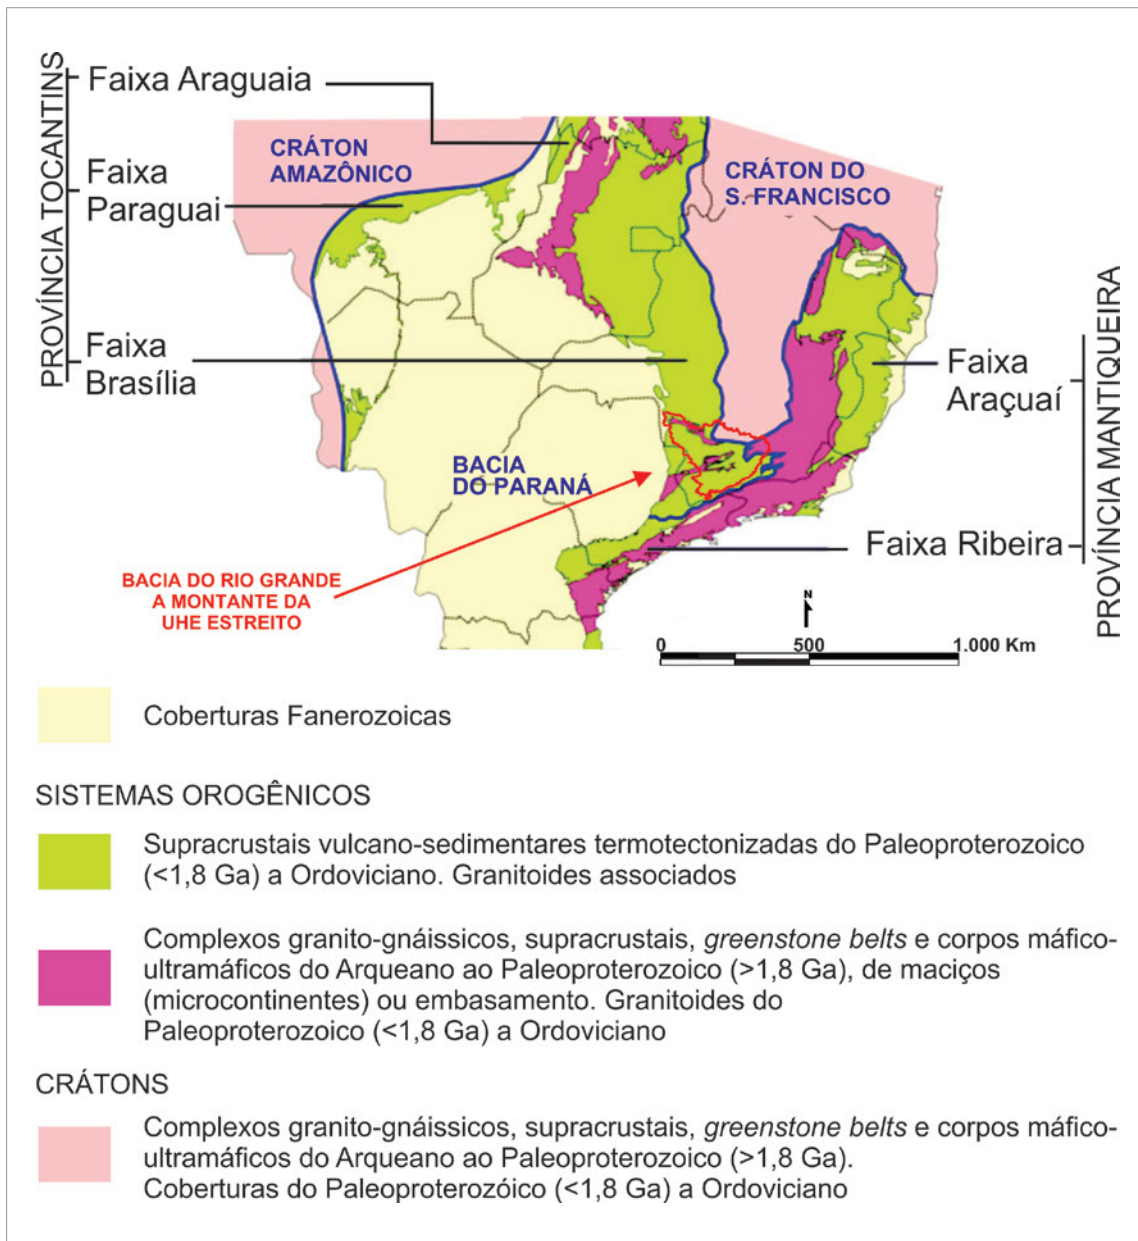 PROVÍNCIA TOCANTINS
Faixa Araguaia
Faixa
Paraguai
Faixa
Brasília
CRÁTON
AMAZÔNICO
CRÁTON DO
S. FRANCISCO
BACIA
DO PARANÁ
BACIA DO RIO GRANDE
A MONTANTE DA
UHE ESTREITO
Faixa
Araçuaí
Faixa Ribeira
PROVÍNCIA MANTIQUEIRA
N
0 500 1.000 Km
Coberturas Fanerozoicas
SISTEMAS OROGÊNICOS
Supracrustais vulcano-sedimentares termotectonizadas do Paleoproterozoico
(<1,8 Ga) a Ordoviciano. Granitoides associados
Complexos granito-gnáissicos, supracrustais, greenstone belts e corpos máfico-
ultramáficos do Arqueano ao Paleoproterozoico (>1,8 Ga), de maciços
(microcontinentes) ou embasamento. Granitoides do
Paleoproterozoico (<1,8 Ga) a Ordoviciano
CRÁTONS
Complexos granito-gnáissicos, supracrustais, greenstone belts e corpos máfico-
ultramáficos do Arqueano ao Paleoproterozoico (>1,8 Ga).
Coberturas do Paleoproterozóico (<1,8 Ga) a Ordoviciano